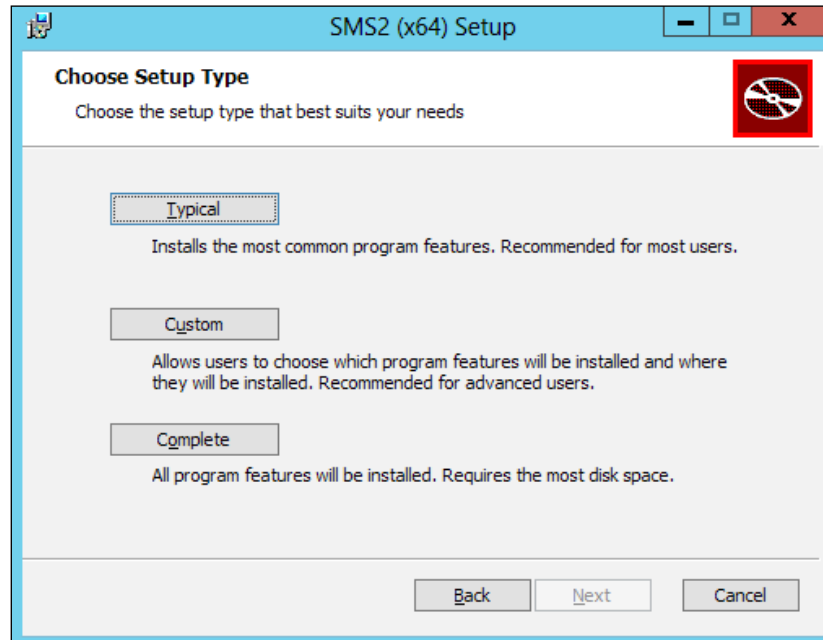 SMS2 (x64) Setup
Choose Setup Type
Choose the setup type that best suits your needs
Typical
Installs the most common program features. Recommended for most users.
Custom
Allows users to choose which program features will be installed and where
they will be installed. Recommended for advanced users.
Complete
All program features will be installed. Requires the most disk space.
Back Next Cancel